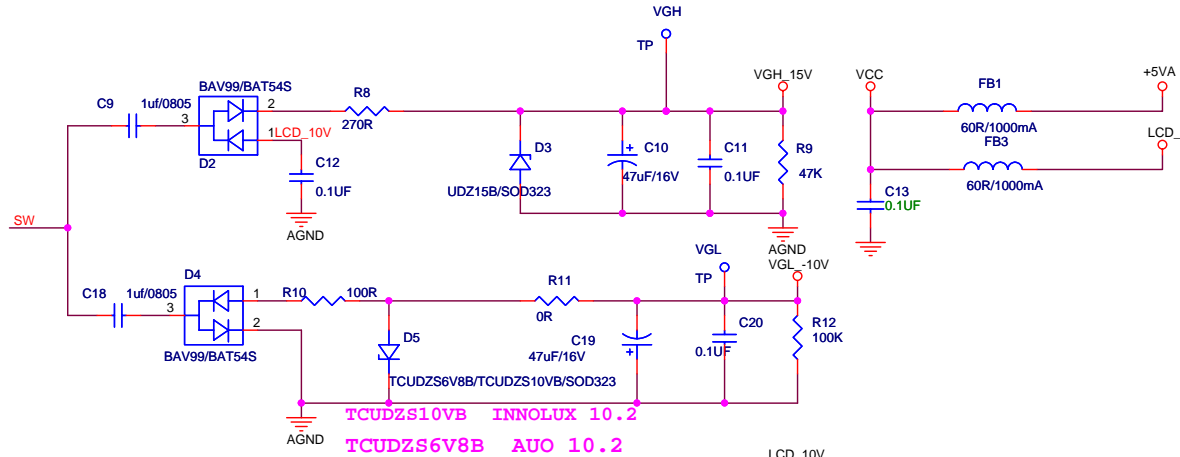 VGH
TP
BAV99/BAT54S
C9
1uf/0805
3
2
1
LCD_10V
D2
R8
270R
C12
0.1UF
AGND
VGH_15V
D3
UDZ15B/SOD323
C10
47uF/16V
C11
0.1UF
R9
47K
AGND
VCC
FB1
60R/1000mA
+5VA
FB3
60R/1000mA
LCD_
C13
0.1UF
SW
D4
C18
1uf/0805
3
1
2
BAV99/BAT54S
R10
100R
R11
0R
D5
TCUDZS6V8B/TCUDZS10VB/SOD323
C19
47uF/16V
VGL
TP
VGL_-10V
C20
0.1UF
R12
100K
AGND
TCUDZS10VB INNOLUX 10.2
TCUDZS6V8B AUO 10.2
LCD_10V